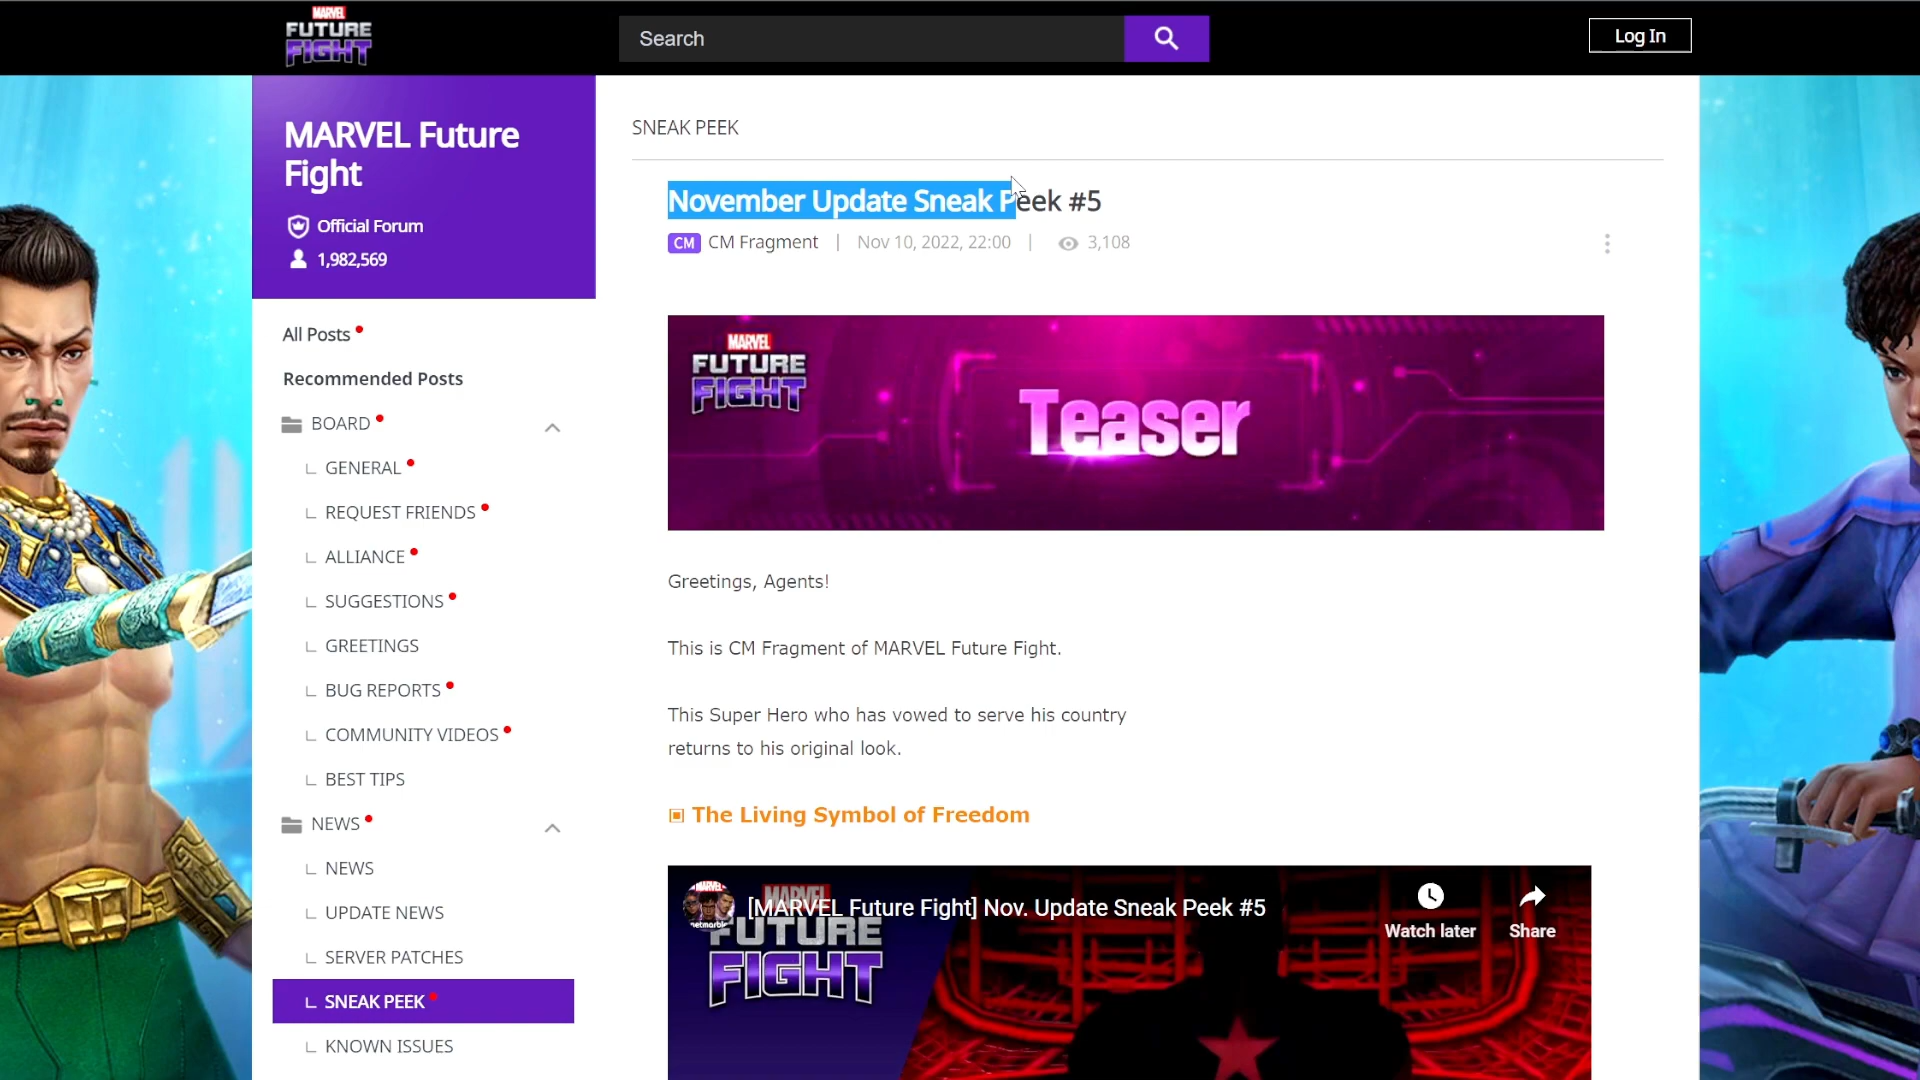 MARVEL
FUTURE
FIGHT
Search
Log In
MARVEL Future
Fight
Official Forum
1,982,569
All Posts
Recommended Posts
BOARD
GENERAL
REQUEST FRIENDS
ALLIANCE
SUGGESTIONS
GREETINGS
BUG REPORTS
COMMUNITY VIDEOS
BEST TIPS
NEWS
NEWS
UPDATE NEWS
SERVER PATCHES
SNEAK PEEK
KNOWN ISSUES
SNEAK PEEK
November Update Sneak Peek #5
CM CM Fragment | Nov 10, 2022, 22:00 | 3,108
MARVEL
FUTURE
FIGHT
Teaser
Greetings, Agents!
This is CM Fragment of MARVEL Future Fight.
This Super Hero who has vowed to serve his country
returns to his original look.
The Living Symbol of Freedom
[MARVEL Future Fight] Nov. Update Sneak Peek #5
Watch later
Share
MARVEL
netmarble
MARVEL
FUTURE
FIGHT